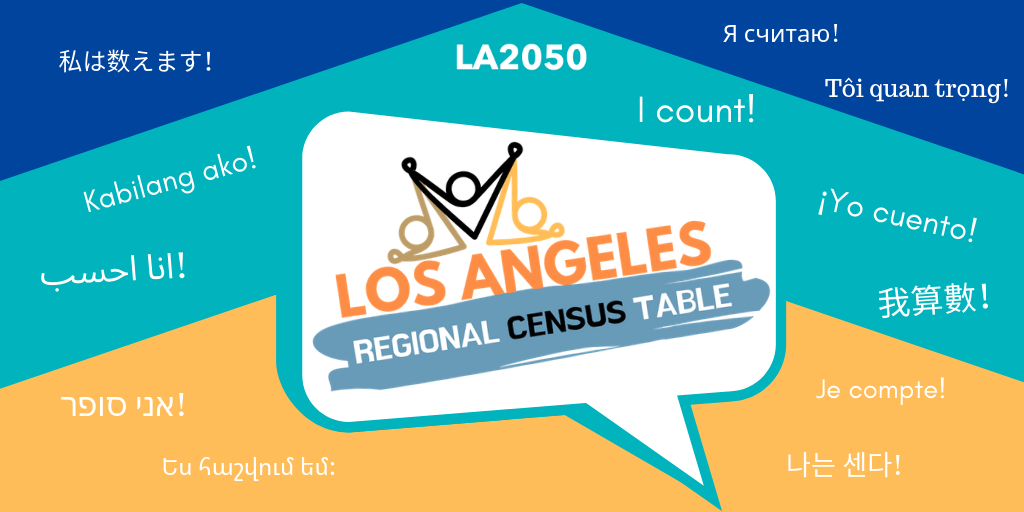 LA2050
私は数えます!
Я считаю!
Tôi quan trọng!
I count!
Kabilang ako!
¡Yo cuento!
انا احسب!
LOS ANGELES
REGIONAL CENSUS TABLE
我算數!
אני סופר!
Je compte!
Ես հաշվում եմ:
나는 센다!